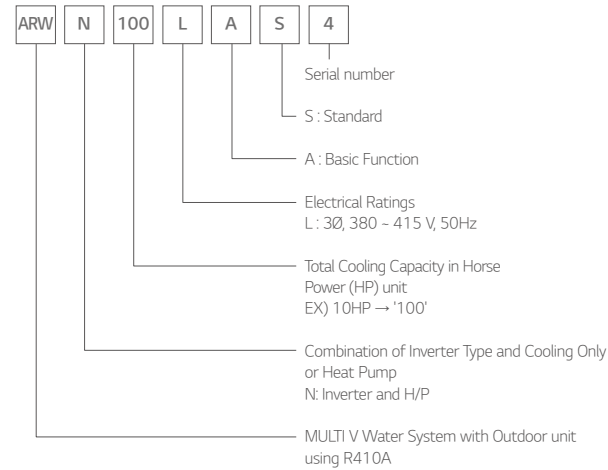 ARW N 100 L A S 4
Serial number
S : Standard
A : Basic Function
Electrical Ratings
L : 3Ø, 380 ~ 415 V, 50Hz
Total Cooling Capacity in Horse
Power (HP) unit
EX) 10HP → '100'
Combination of Inverter Type and Cooling Only
or Heat Pump
N: Inverter and H/P
MULTI V Water System with Outdoor unit
using R410A